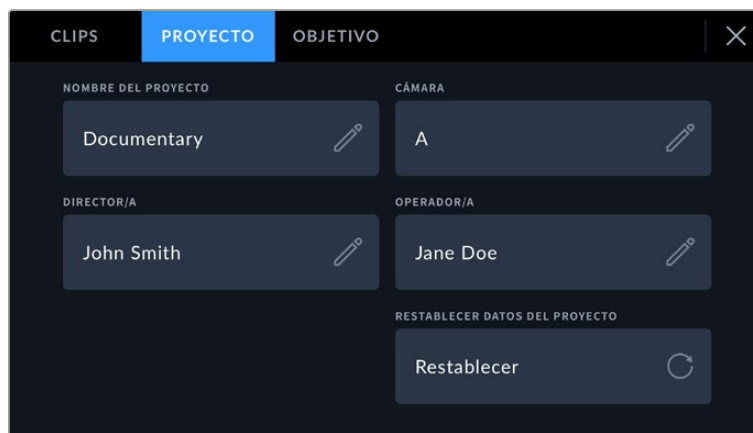 CLIPS PROYECTO OBJETIVO
NOMBRE DEL PROYECTO CÁMARA
Documentary A
DIRECTOR/A OPERADOR/A
John Smith Jane Doe
RESTABLECER DATOS DEL PROYECTO
Restablecer